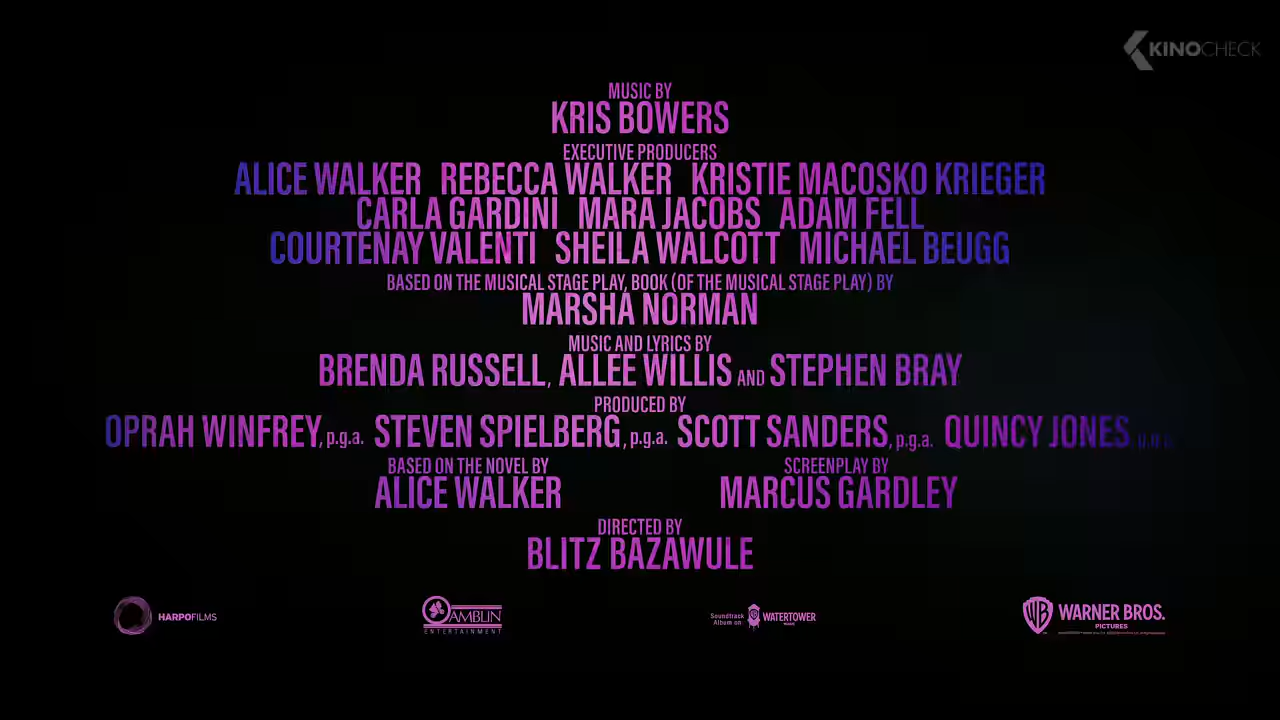 KINOCHECK
MUSIC BY
KRIS BOWERS
EXECUTIVE PRODUCERS
ALICE WALKER REBECCA WALKER KRISTIE MACOSKO KRIEGER
CARLA GARDINI MARA JACOBS ADAM FELL
COURTENAY VALENTI SHEILA WALCOTT MICHAEL BEUGG
BASED ON THE MUSICAL STAGE PLAY, BOOK (OF THE MUSICAL STAGE PLAY) BY
MARSHA NORMAN
MUSIC AND LYRICS BY
BRENDA RUSSELL, ALLEE WILLIS AND STEPHEN BRAY
PRODUCED BY
OPRAH WINFREY, p.g.a. STEVEN SPIELBERG, p.g.a. SCOTT SANDERS, p.g.a. QUINCY JONES, p.g.a.
BASED ON THE NOVEL BY SCREENPLAY BY
ALICE WALKER MARCUS GARDLEY
DIRECTED BY
BLITZ BAZAWULE
HARPOFILMS
AMBLIN
ENTERTAINMENT
Soundtrack
Album on
WATERTOWER
MUSIC
WB WARNER BROS.
PICTURES